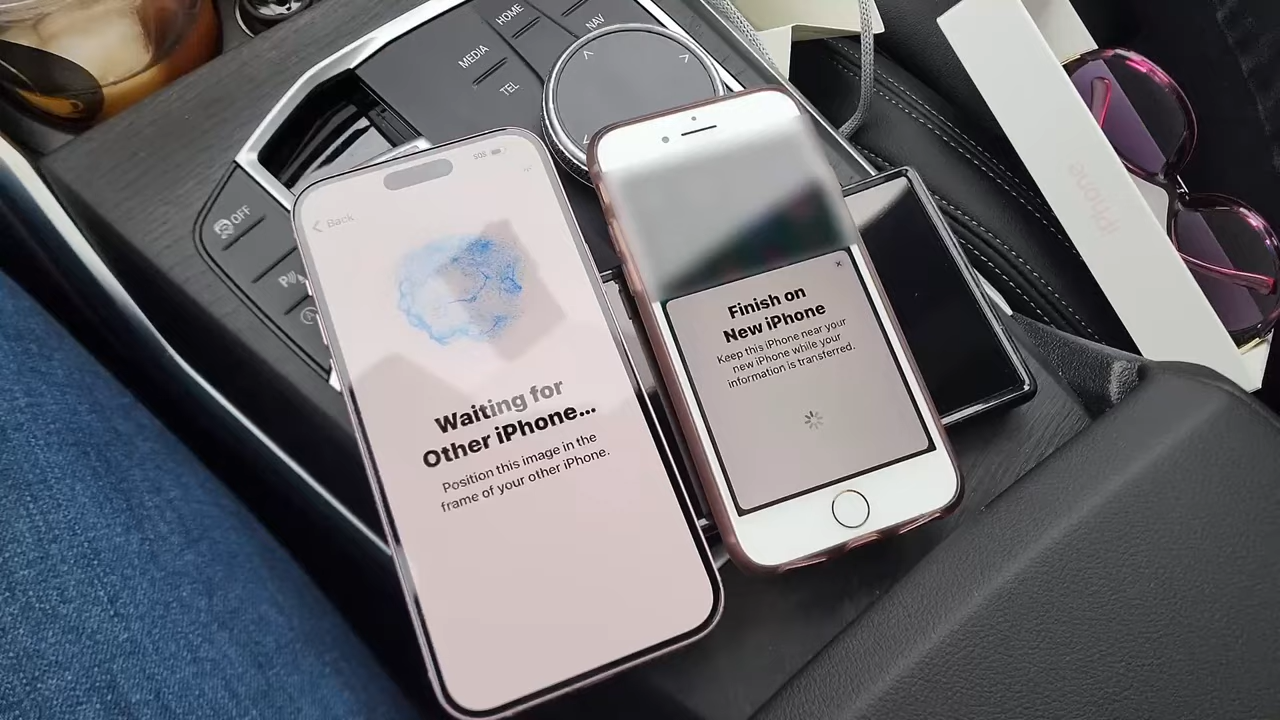 HOME
NAV
MEDIA
TEL
OFF
P
SOS
Back
Waiting for
Other iPhone...
Position this image in the
frame of your other iPhone.
Finish on
New iPhone
Keep this iPhone near your
new iPhone while your
information is transferred.
iPhone